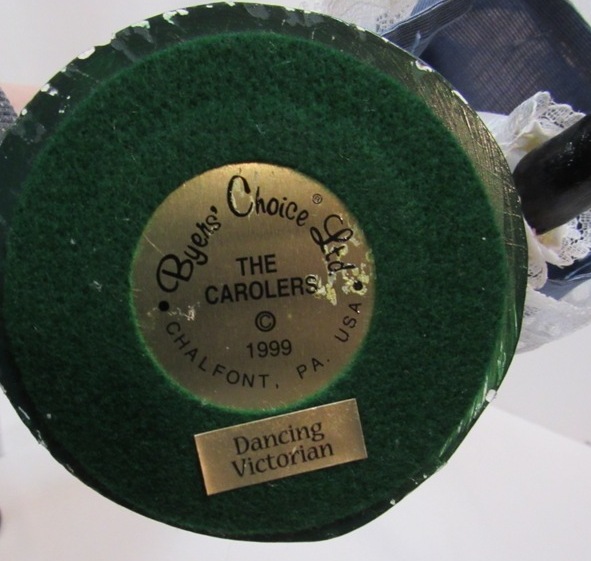 Byers' Choice® Ltd
THE
CAROLERS
©
1999
• CHALFONT, PA. USA •
Dancing
Victorian